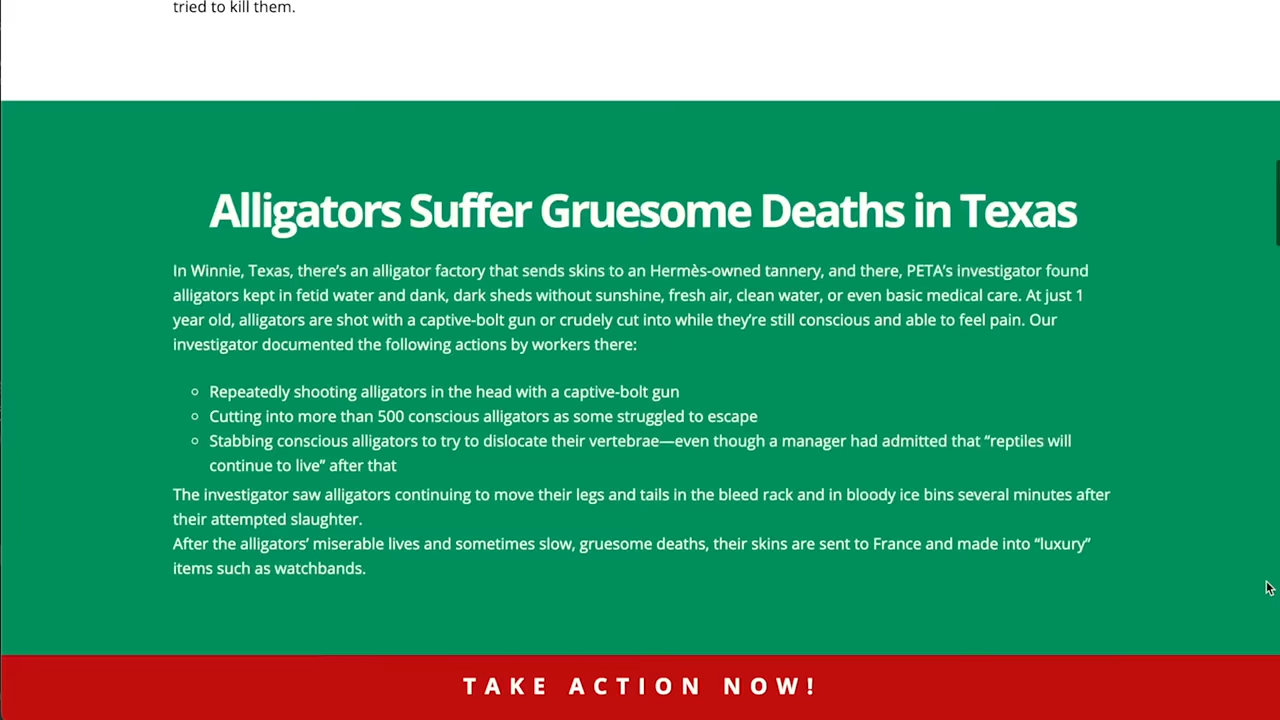 tried to kill them.
Alligators Suffer Gruesome Deaths in Texas
In Winnie, Texas, there's an alligator factory that sends skins to an Hermès-owned tannery, and there, PETA's investigator found
alligators kept in fetid water and dank, dark sheds without sunshine, fresh air, clean water, or even basic medical care. At just 1
year old, alligators are shot with a captive-bolt gun or crudely cut into while they're still conscious and able to feel pain. Our
investigator documented the following actions by workers there:
Repeatedly shooting alligators in the head with a captive-bolt gun
Cutting into more than 500 conscious alligators as some struggled to escape
Stabbing conscious alligators to try to dislocate their vertebrae—even though a manager had admitted that “reptiles will
continue to live” after that
The investigator saw alligators continuing to move their legs and tails in the bleed rack and in bloody ice bins several minutes after
their attempted slaughter.
After the alligators’ miserable lives and sometimes slow, gruesome deaths, their skins are sent to France and made into “luxury”
items such as watchbands.
TAKE ACTION NOW!